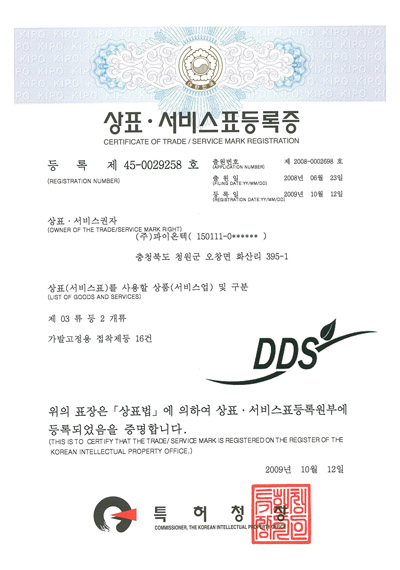 KIPO KIPO KIPO KIPO
대한민국
상표·서비스표등록증
CERTIFICATE OF TRADE / SERVICE MARK REGISTRATION
등 록 제 45-0029258 호
(REGISTRATION NUMBER)
출원번호 제 2008-0002698 호
(APPLICATION NUMBER)
출 원 일 2008년 06월 23일
(FILING DATE:YY/MM/DD)
등 록 일 2009년 10월 12일
(REGISTRATION DATE:YY/MM/DD)
상표·서비스권자
(OWNER OF THE TRADE/SERVICE MARK RIGHT)
(주)파이온텍( 150111-0****** )
충청북도 청원군 오창면 화산리 395-1
상표(서비스표)를 사용할 상품(서비스업) 및 구분
(LIST OF GOODS AND SERVICES)
제 03 류 등 2 개류
가발고정용 접착제등 16건
DDS
위의 표장은「상표법」에 의하여 상표·서비스표등록원부에
등록되었음을 증명합니다.
(THIS IS TO CERTIFY THAT THE TRADE/ SERVICE MARK IS REGISTERED ON THE REGISTER OF THE
KOREAN INTELLECTUAL PROPERTY OFFICE.)
2009년 10월 12일
특 허 청 장
COMMISSIONER, THE KOREAN INTELLECTUAL PROPERTY OFFICE